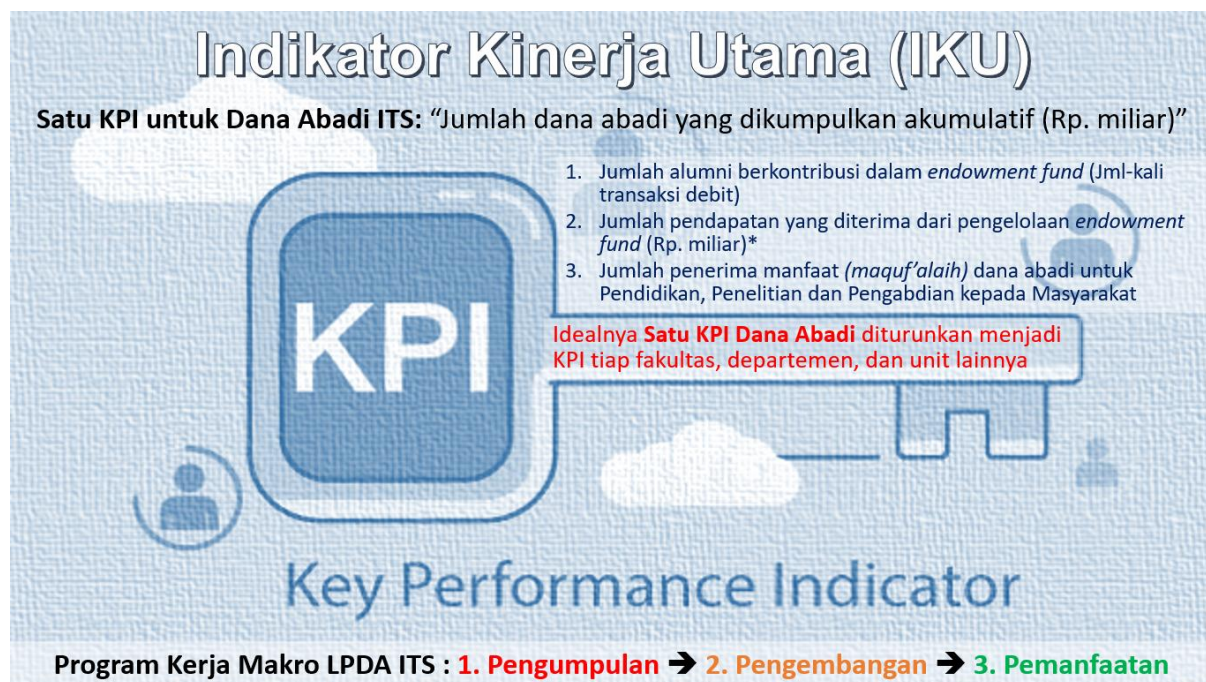 Indikator Kinerja Utama (IKU)
Satu KPI untuk Dana Abadi ITS: “Jumlah dana abadi yang dikumpulkan akumulatif (Rp. miliar)”
1. Jumlah alumni berkontribusi dalam endowment fund (Jml-kali
transaksi debit)
2. Jumlah pendapatan yang diterima dari pengelolaan endowment
fund (Rp. miliar)*
3. Jumlah penerima manfaat (maquf’alaih) dana abadi untuk
Pendidikan, Penelitian dan Pengabdian kepada Masyarakat
KPI
Idealnya Satu KPI Dana Abadi diturunkan menjadi
KPI tiap fakultas, departemen, dan unit lainnya
Key Performance Indicator
Program Kerja Makro LPDA ITS : 1. Pengumpulan → 2. Pengembangan → 3. Pemanfaatan